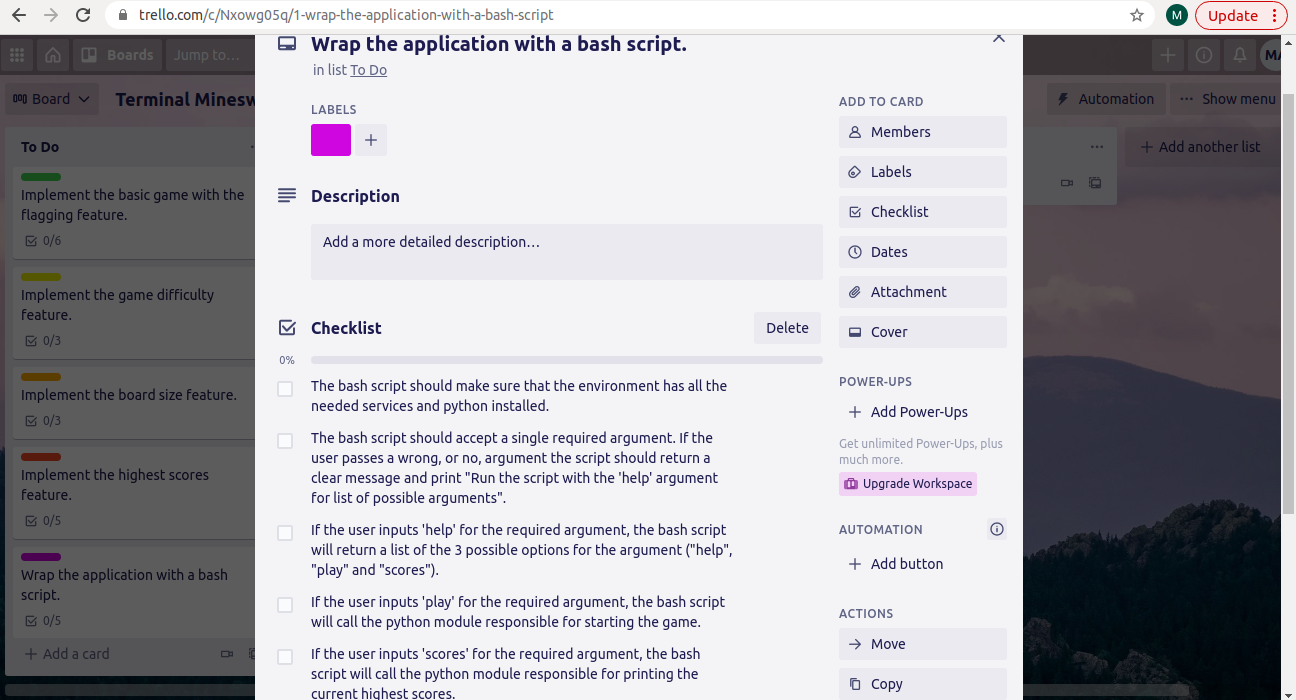 trello.com/c/Nxowg05q/1-wrap-the-application-with-a-bash-script
M
Update
Boards
Jump to...
MA
Board
Terminal Minesw
Automation
Show menu
To Do
Implement the basic game with the
flagging feature.
0/6
Implement the game difficulty
feature.
0/3
Implement the board size feature.
0/3
Implement the highest scores
feature.
0/5
Wrap the application with a bash
script.
0/5
Add a card
Add another list
Wrap the application with a bash script.
in list To Do
LABELS
Description
Add a more detailed description…
Checklist
Delete
0%
The bash script should make sure that the environment has all the
needed services and python installed.
The bash script should accept a single required argument. If the
user passes a wrong, or no, argument the script should return a
clear message and print "Run the script with the 'help' argument
for list of possible arguments".
If the user inputs 'help' for the required argument, the bash script
will return a list of the 3 possible options for the argument ("help",
"play" and "scores").
If the user inputs 'play' for the required argument, the bash script
will call the python module responsible for starting the game.
If the user inputs 'scores' for the required argument, the bash
script will call the python module responsible for printing the
current highest scores.
ADD TO CARD
Members
Labels
Checklist
Dates
Attachment
Cover
POWER-UPS
Add Power-Ups
Get unlimited Power-Ups, plus
much more.
Upgrade Workspace
AUTOMATION
Add button
ACTIONS
Move
Copy